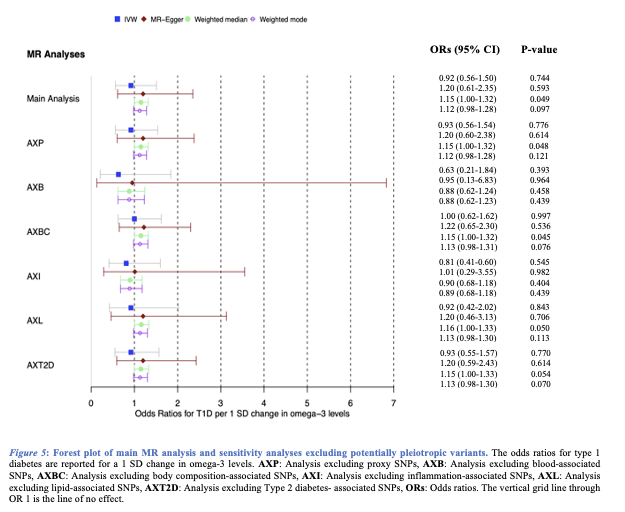 IVW MR-Egger Weighted median Weighted mode
MR Analyses ORs (95% CI) P-value
Main Analysis
0.92 (0.56-1.50) 0.744
1.20 (0.61-2.35) 0.593
1.15 (1.00-1.32) 0.049
1.12 (0.98-1.28) 0.097
AXP
0.93 (0.56-1.54) 0.776
1.20 (0.60-2.38) 0.614
1.15 (1.00-1.32) 0.048
1.12 (0.98-1.28) 0.121
AXB
0.63 (0.21-1.84) 0.393
0.95 (0.13-6.83) 0.964
0.88 (0.62-1.24) 0.458
0.88 (0.62-1.23) 0.439
AXBC
1.00 (0.62-1.62) 0.997
1.22 (0.65-2.30) 0.536
1.15 (1.00-1.32) 0.045
1.13 (0.98-1.31) 0.076
AXI
0.81 (0.41-0.60) 0.545
1.01 (0.29-3.55) 0.982
0.90 (0.68-1.18) 0.404
0.89 (0.68-1.18) 0.439
AXL
0.92 (0.42-2.02) 0.843
1.20 (0.46-3.13) 0.706
1.16 (1.00-1.33) 0.050
1.13 (0.98-1.30) 0.113
AXT2D
0.93 (0.55-1.57) 0.770
1.20 (0.59-2.43) 0.614
1.15 (1.00-1.33) 0.054
1.13 (0.98-1.30) 0.070
0 1 2 3 4 5 6 7
Odds Ratios for T1D per 1 SD change in omega-3 levels
Figure 5: Forest plot of main MR analysis and sensitivity analyses excluding potentially pleiotropic variants. The odds ratios for type 1
diabetes are reported for a 1 SD change in omega-3 levels. AXP: Analysis excluding proxy SNPs, AXB: Analysis excluding blood-associated
SNPs, AXBC: Analysis excluding body composition-associated SNPs, AXI: Analysis excluding inflammation-associated SNPs, AXL: Analysis
excluding lipid-associated SNPs, AXT2D: Analysis excluding Type 2 diabetes- associated SNPs, ORs: Odds ratios. The vertical grid line through
OR 1 is the line of no effect.